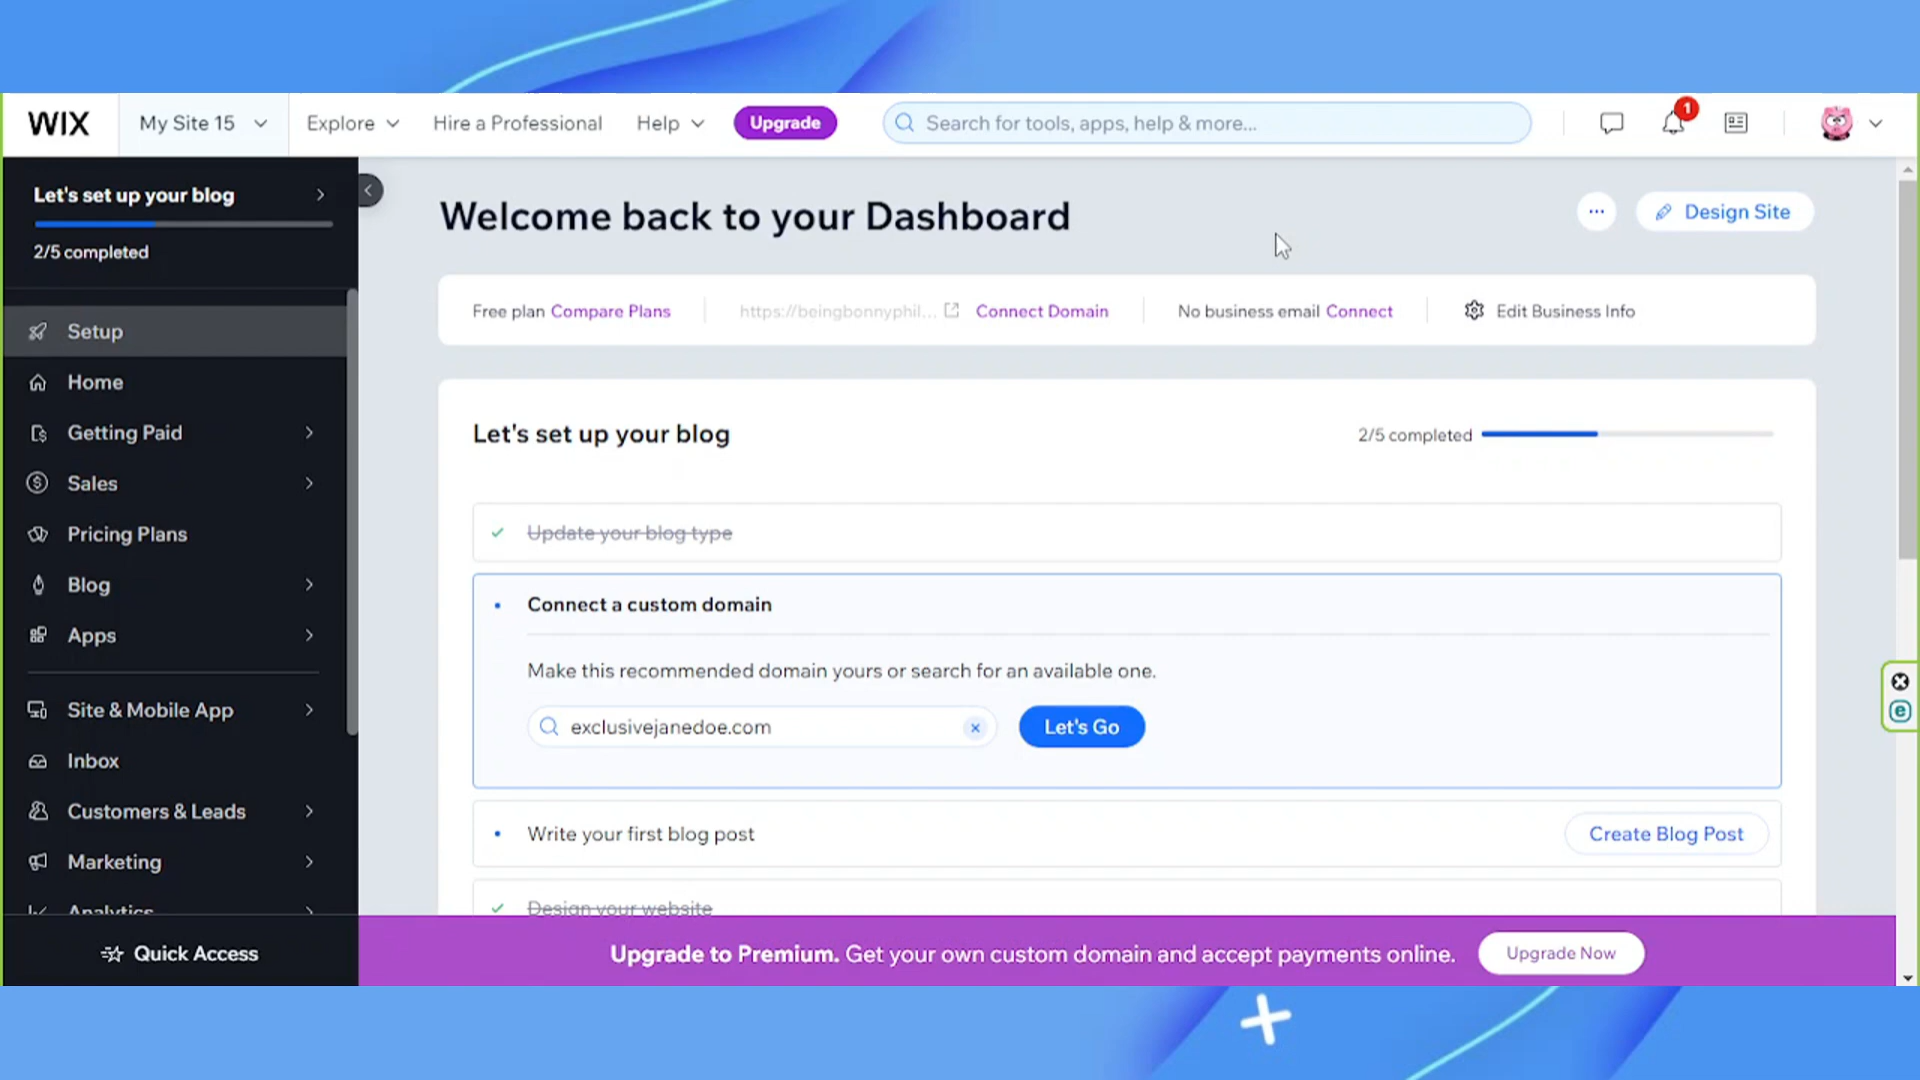 WIX
My Site 15
Explore
Hire a Professional
Help
Upgrade
Search for tools, apps, help & more...
1
Let's set up your blog
2/5 completed
Setup
Home
Getting Paid
Sales
Pricing Plans
Blog
Apps
Site & Mobile App
Inbox
Customers & Leads
Marketing
Analytics
Quick Access
Welcome back to your Dashboard
... Design Site
Free plan Compare Plans
https://beingbonnyphil... Connect Domain
No business email Connect
Edit Business Info
Let's set up your blog
2/5 completed
Update your blog type
Connect a custom domain
Make this recommended domain yours or search for an available one.
exclusivejanedoe.com
Let's Go
Write your first blog post
Create Blog Post
Design your website
Upgrade to Premium. Get your own custom domain and accept payments online.
Upgrade Now
e